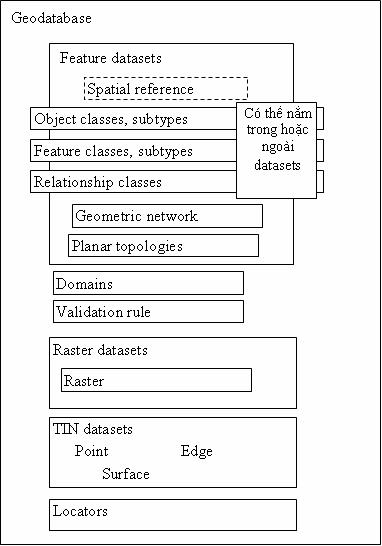 Geodatabase
Feature datasets
Spatial reference
Object classes, subtypes
Feature classes, subtypes
Relationship classes
Có thể nằm
trong hoặc
ngoài
datasets
Geometric network
Planar topologies
Domains
Validation rule
Raster datasets
Raster
TIN datasets
Point Edge
Surface
Locators